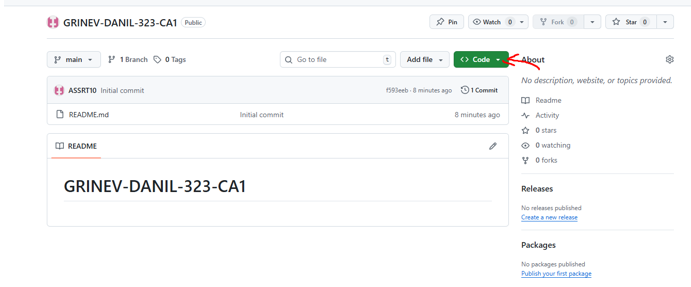 GRINEV-DANIL-323-CA1 Public
Pin Watch 0 Fork 0 Star 0
main 1 Branch 0 Tags Go to file t Add file <> Code
ASSRT10 Initial commit f593eeb · 8 minutes ago 1 Commit
README.md Initial commit 8 minutes ago
README
GRINEV-DANIL-323-CA1
About
No description, website, or topics provided.
Readme
Activity
0 stars
0 watching
0 forks
Releases
No releases published
Create a new release
Packages
No packages published
Publish your first package